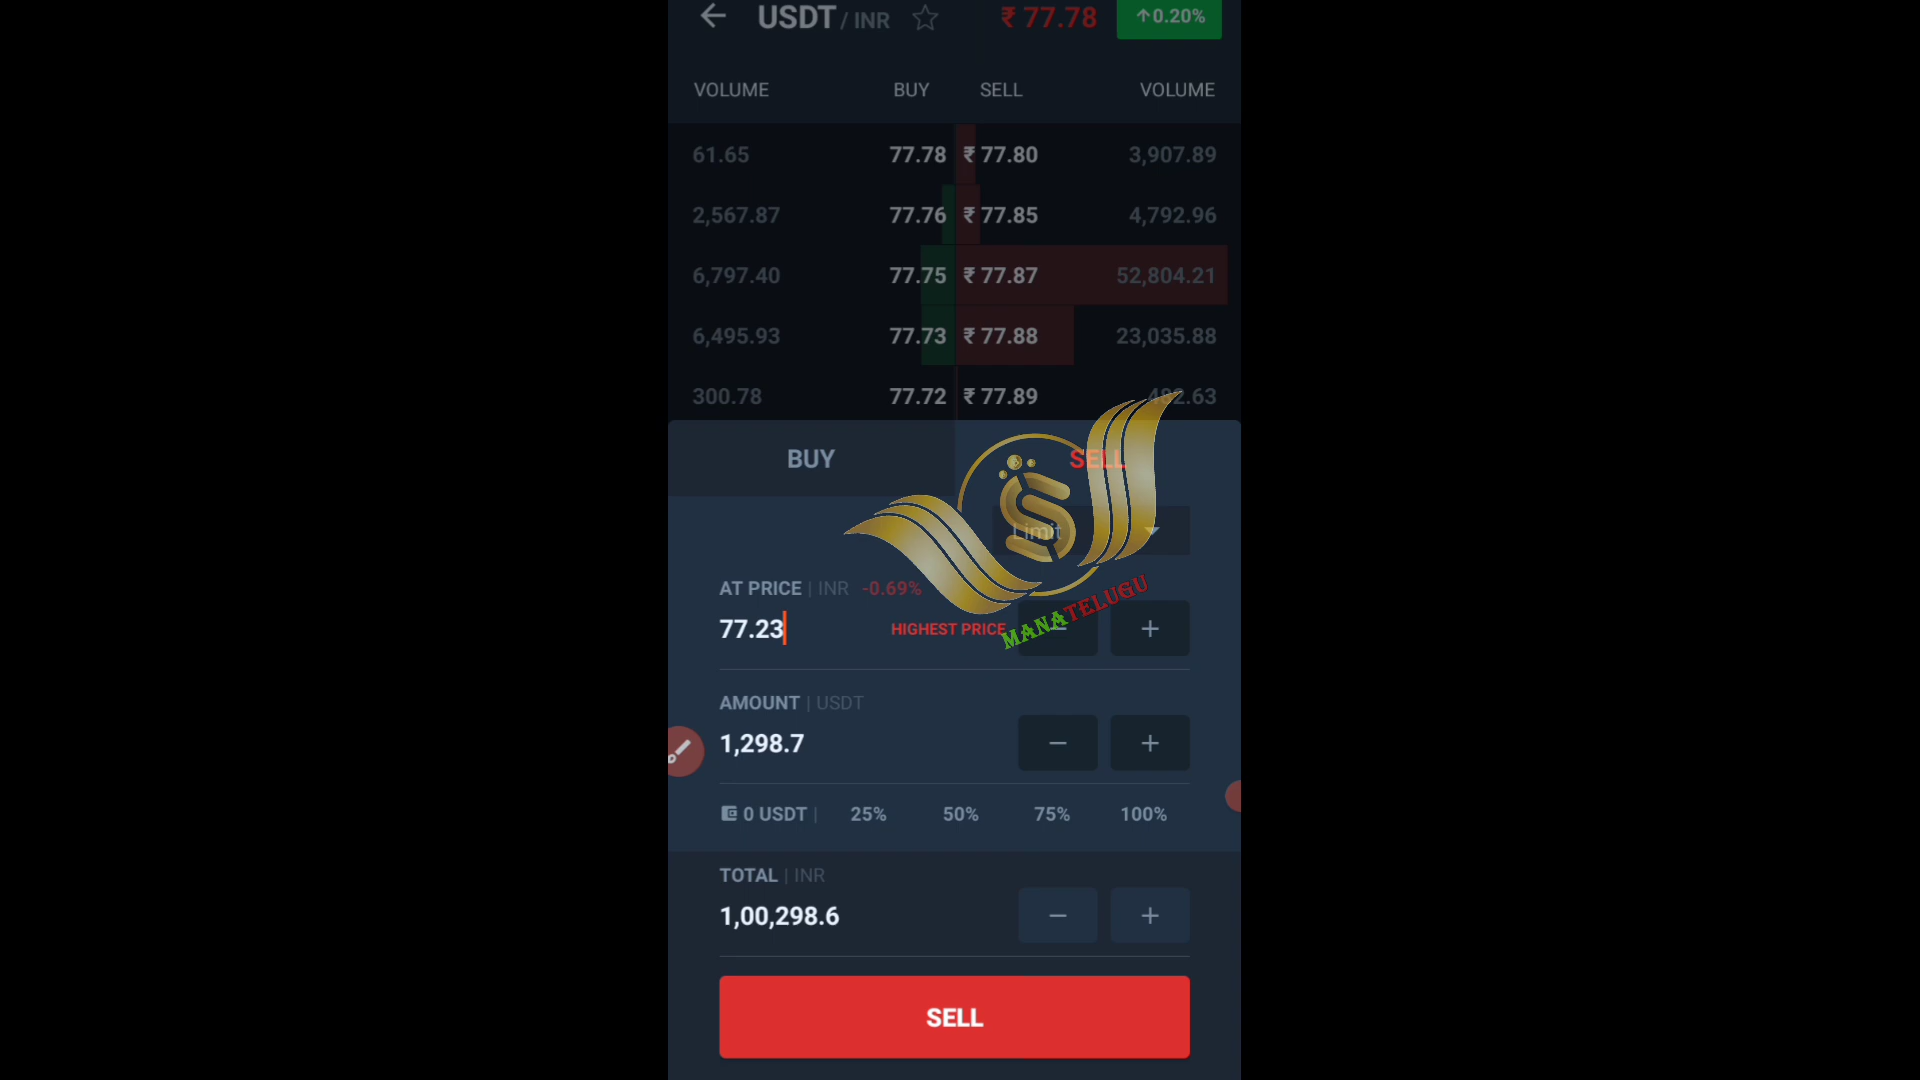 USDT / INR ₹ 77.78 ↑0.20%
VOLUME BUY SELL VOLUME
61.65 77.78 ₹ 77.80 3,907.89
2,567.87 77.76 ₹ 77.85 4,792.96
6,797.40 77.75 ₹ 77.87 52,804.21
6,495.93 77.73 ₹ 77.88 23,035.88
300.78 77.72 ₹ 77.89 482.63
BUY SELL
Limit
AT PRICE | INR -0.69%
77.23 HIGHEST PRICE − +
MANATELUGU
AMOUNT | USDT
1,298.7 − +
0 USDT | 25% 50% 75% 100%
TOTAL | INR
1,00,298.6 − +
SELL